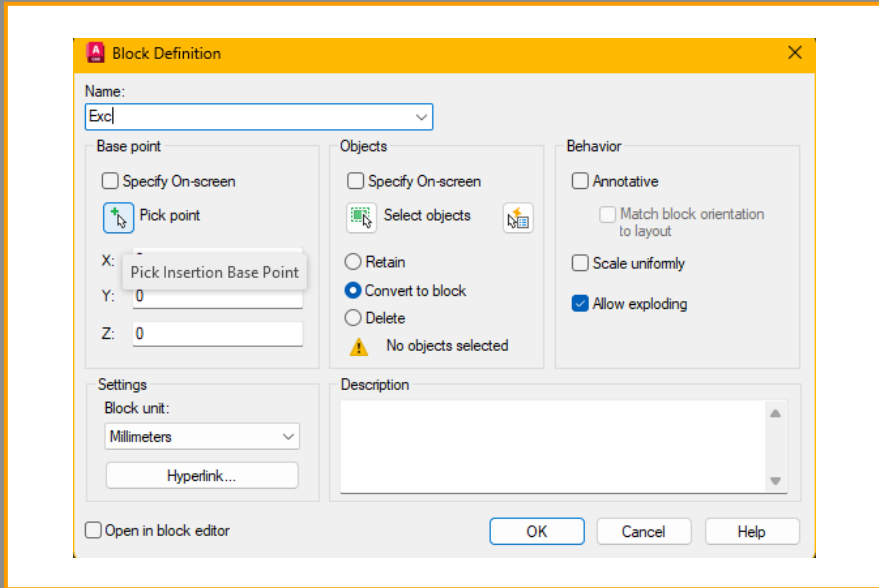 Block Definition
Name:
Exc
Base point
Specify On-screen
Pick point
X:
Pick Insertion Base Point
Y: 0
Z: 0
Objects
Specify On-screen
Select objects
Retain
Convert to block
Delete
No objects selected
Behavior
Annotative
Match block orientation
to layout
Scale uniformly
Allow exploding
Settings
Block unit:
Millimeters
Hyperlink...
Description
Open in block editor
OK Cancel Help